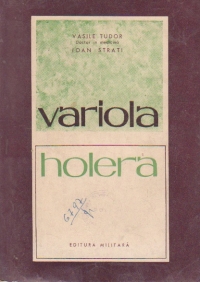 VASILE TUDOR
IOAN STRATI
variola
holera
EDITURA MILITARĂ